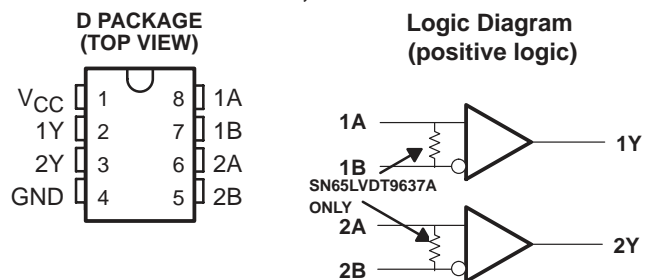 D PACKAGE
(TOP VIEW)
VCC 1 8 1A
1Y 2 7 1B
2Y 3 6 2A
GND 4 5 2B
Logic Diagram
(positive logic)
1A
1Y
1B
SN65LVDT9637A
ONLY
2A
2Y
2B